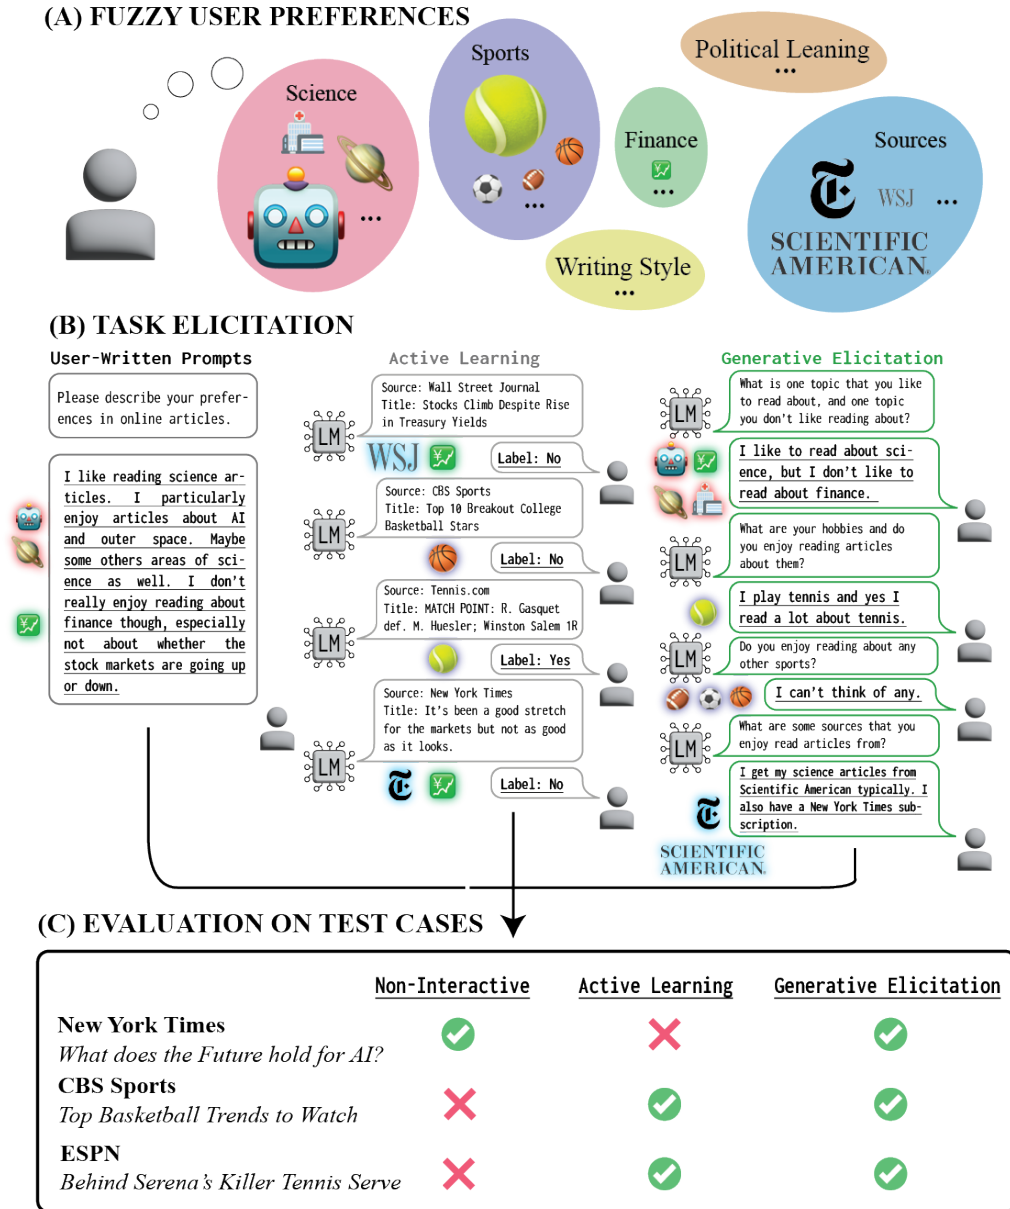 (A) FUZZY USER PREFERENCES
Science
...
Sports
...
Finance
...
Political Leaning
...
Sources
T
WSJ
...
SCIENTIFIC
AMERICAN®
Writing Style
...
(B) TASK ELICITATION
User-Written Prompts
Please describe your prefer-
ences in online articles.
I like reading science ar-
ticles. I particularly
enjoy articles about AI
and outer space. Maybe
some others areas of sci-
ence as well. I don't
really enjoy reading about
finance though, especially
not about whether the
stock markets are going up
or down.
Active Learning
LM
Source: Wall Street Journal
Title: Stocks Climb Despite Rise
in Treasury Yields
WSJ
Label: No
LM
Source: CBS Sports
Title: Top 10 Breakout College
Basketball Stars
Label: No
LM
Source: Tennis.com
Title: MATCH POINT: R. Gasquet
def. M. Huesler; Winston Salem 1R
Label: Yes
LM
Source: New York Times
Title: It's been a good stretch
for the markets but not as good
as it looks.
T
Label: No
Generative Elicitation
LM
What is one topic that you like
to read about, and one topic
you don't like reading about?
I like to read about sci-
ence, but I don't like to
read about finance.
LM
What are your hobbies and do
you enjoy reading articles
about them?
I play tennis and yes I
read a lot about tennis.
LM
Do you enjoy reading about any
other sports?
I can't think of any.
LM
What are some sources that you
enjoy read articles from?
I get my science articles from
Scientific American typically. I
also have a New York Times sub-
scription.
T
SCIENTIFIC
AMERICAN®
(C) EVALUATION ON TEST CASES
Non-Interactive
Active Learning
Generative Elicitation
New York Times
What does the Future hold for AI?
CBS Sports
Top Basketball Trends to Watch
ESPN
Behind Serena's Killer Tennis Serve